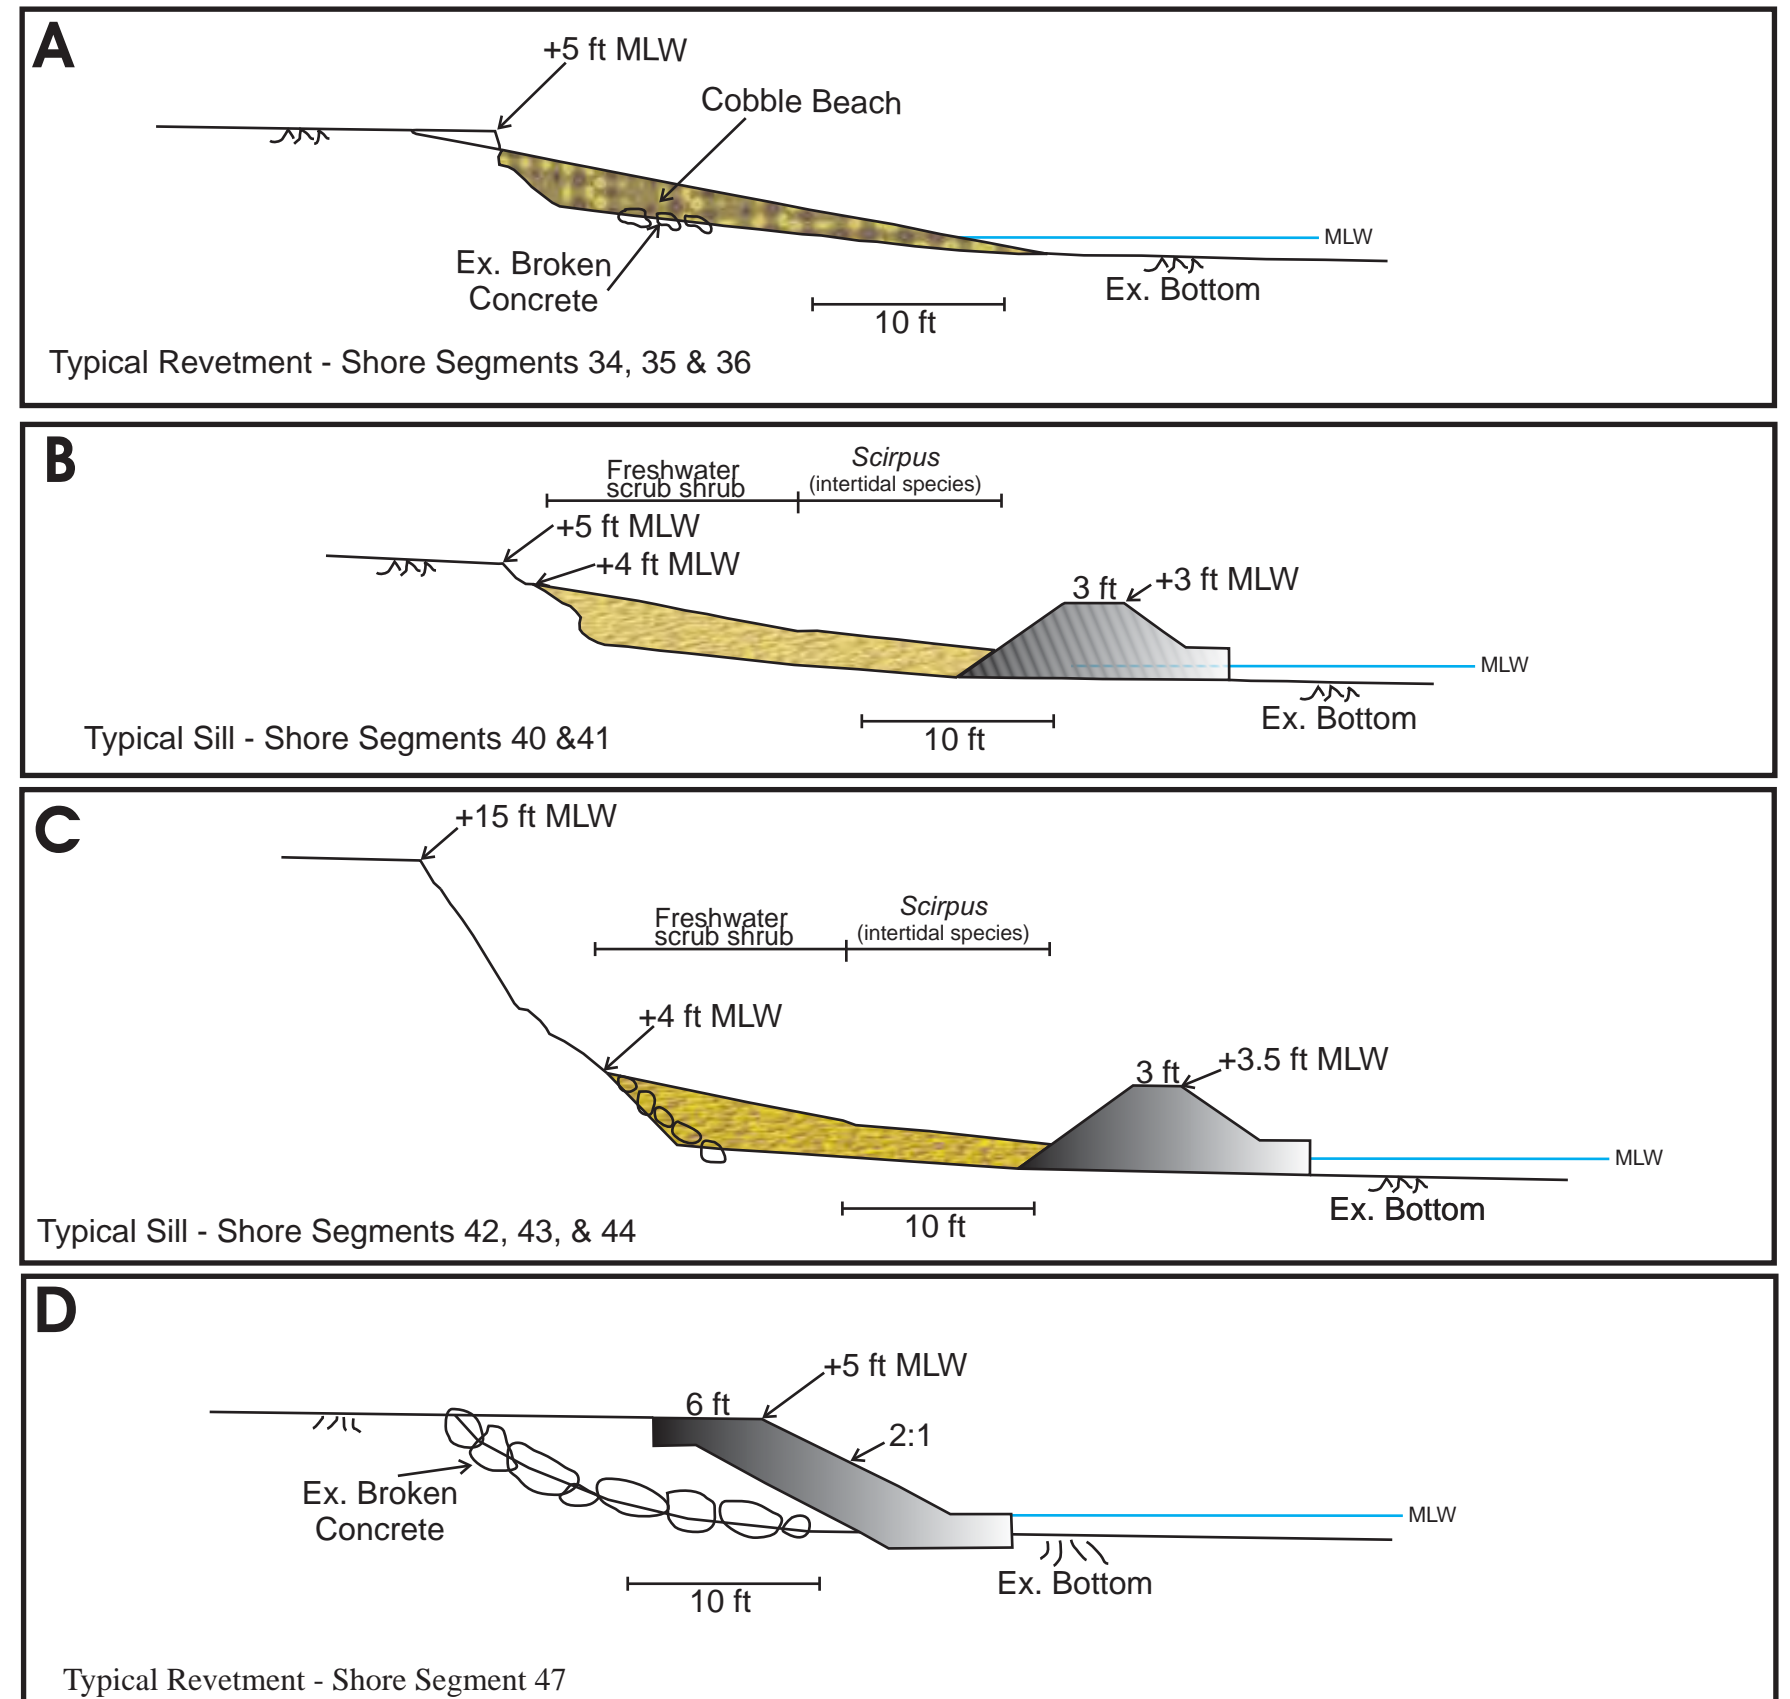 A
+5 ft MLW
Cobble Beach
MLW
Ex. Broken
Concrete
Ex. Bottom
10 ft
Typical Revetment - Shore Segments 34, 35 & 36
B
Freshwater
scrub shrub
Scirpus
(intertidal species)
+5 ft MLW
+4 ft MLW
3 ft
+3 ft MLW
MLW
Ex. Bottom
10 ft
Typical Sill - Shore Segments 40 &41
C
+15 ft MLW
Freshwater
scrub shrub
Scirpus
(intertidal species)
+4 ft MLW
3 ft
+3.5 ft MLW
MLW
Ex. Bottom
10 ft
Typical Sill - Shore Segments 42, 43, & 44
D
+5 ft MLW
6 ft
2:1
Ex. Broken
Concrete
MLW
Ex. Bottom
10 ft
Typical Revetment - Shore Segment 47